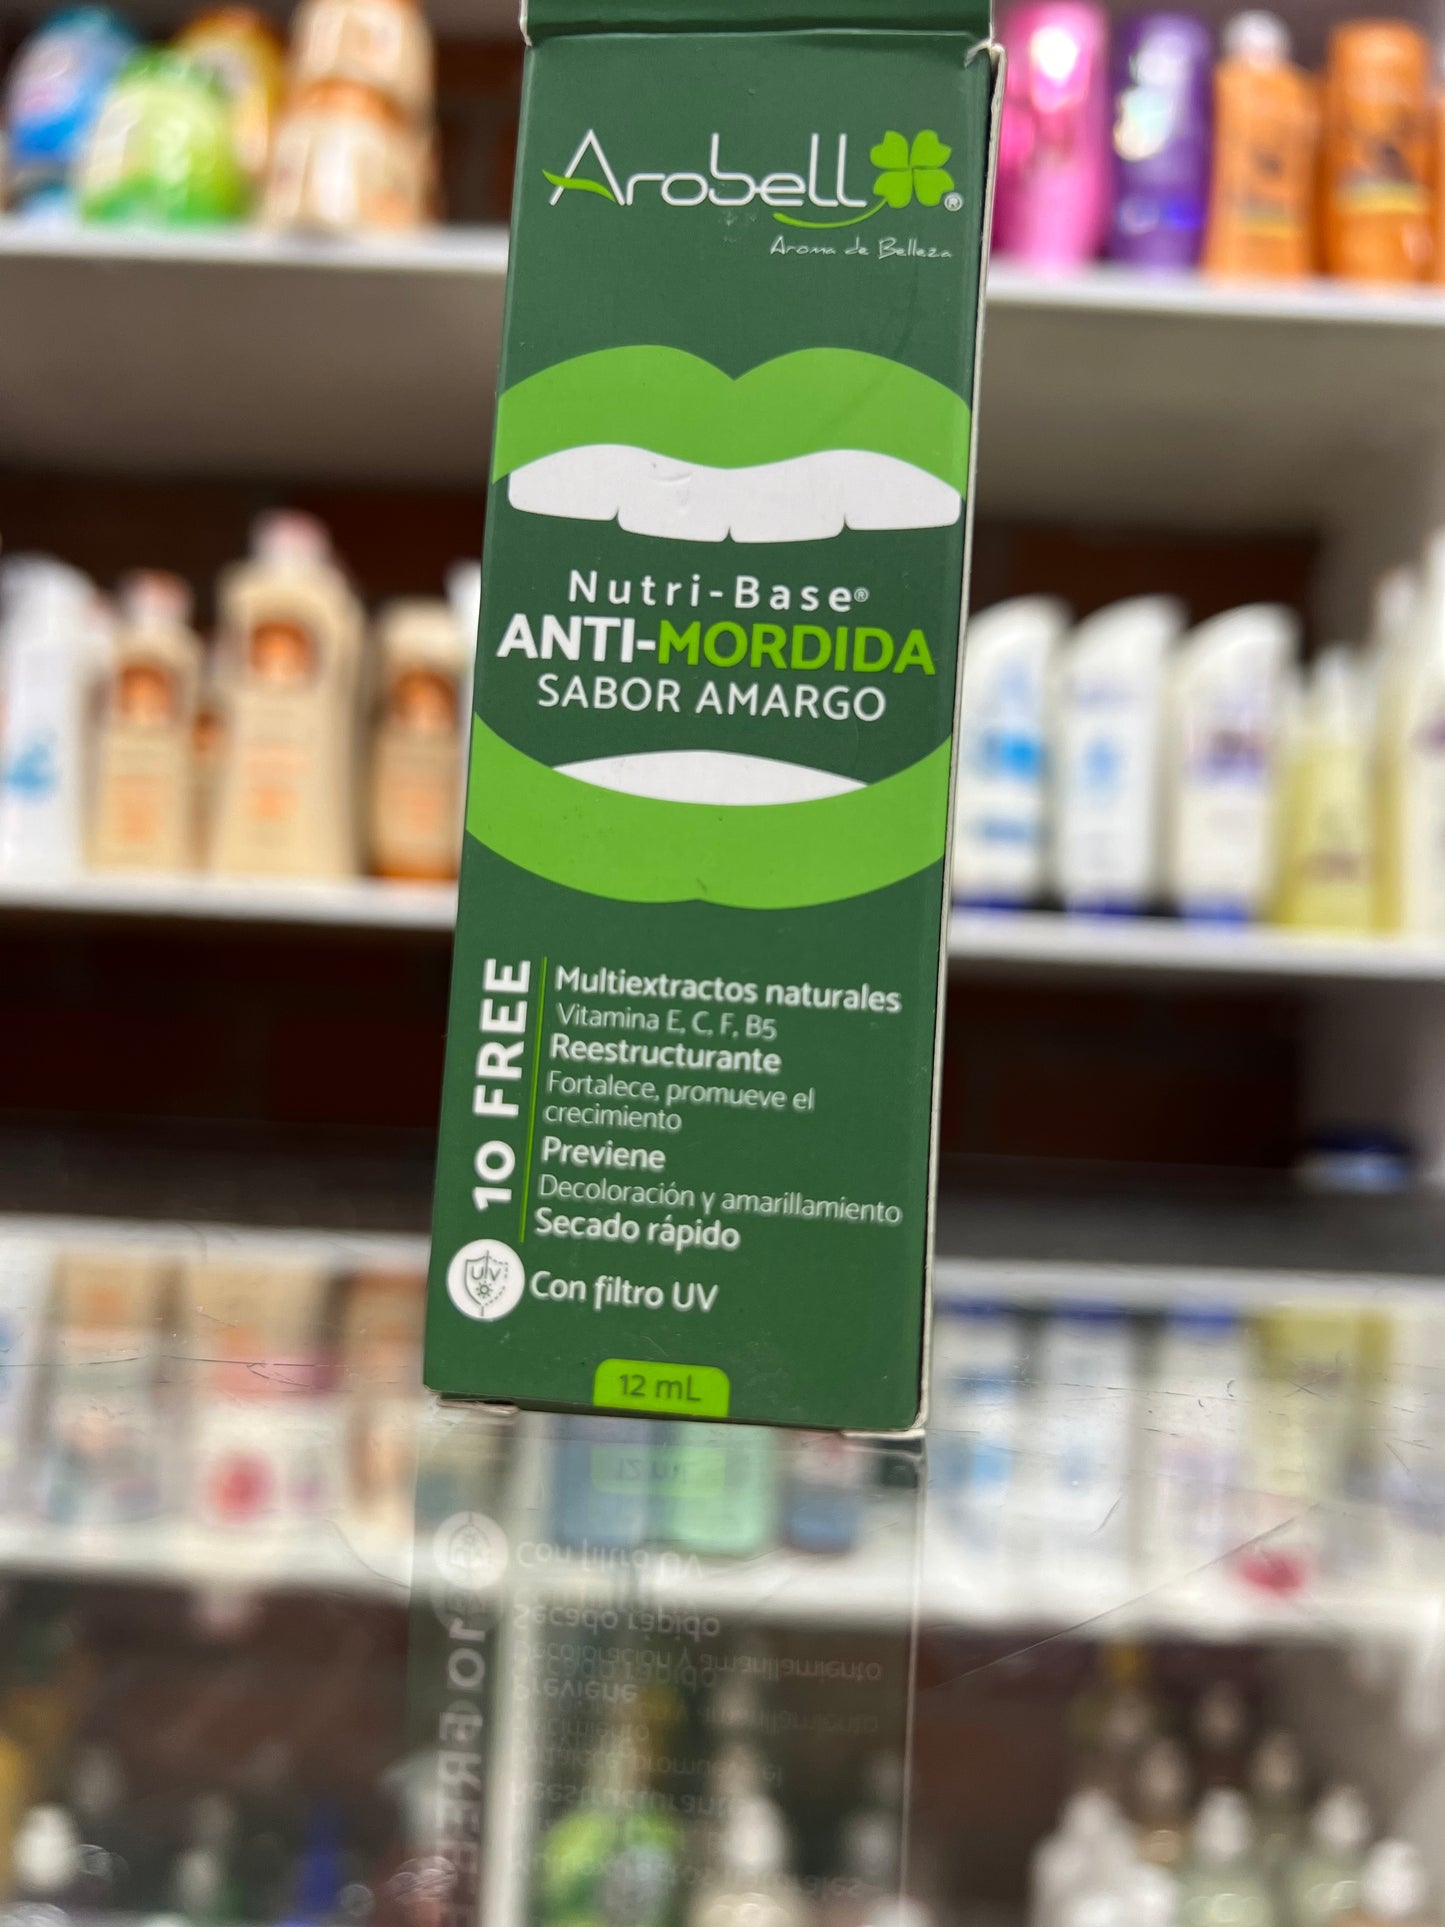 Arobell®
Aroma de Belleza
Nutri-Base®
ANTI-MORDIDA
SABOR AMARGO
10 FREE
Multiextractos naturales
Vitamina E, C, F, B5
Reestructurante
Fortalece, promueve el
crecimiento
Previene
Decoloración y amarillamiento
Secado rápido
UV
Con filtro UV
12 mL